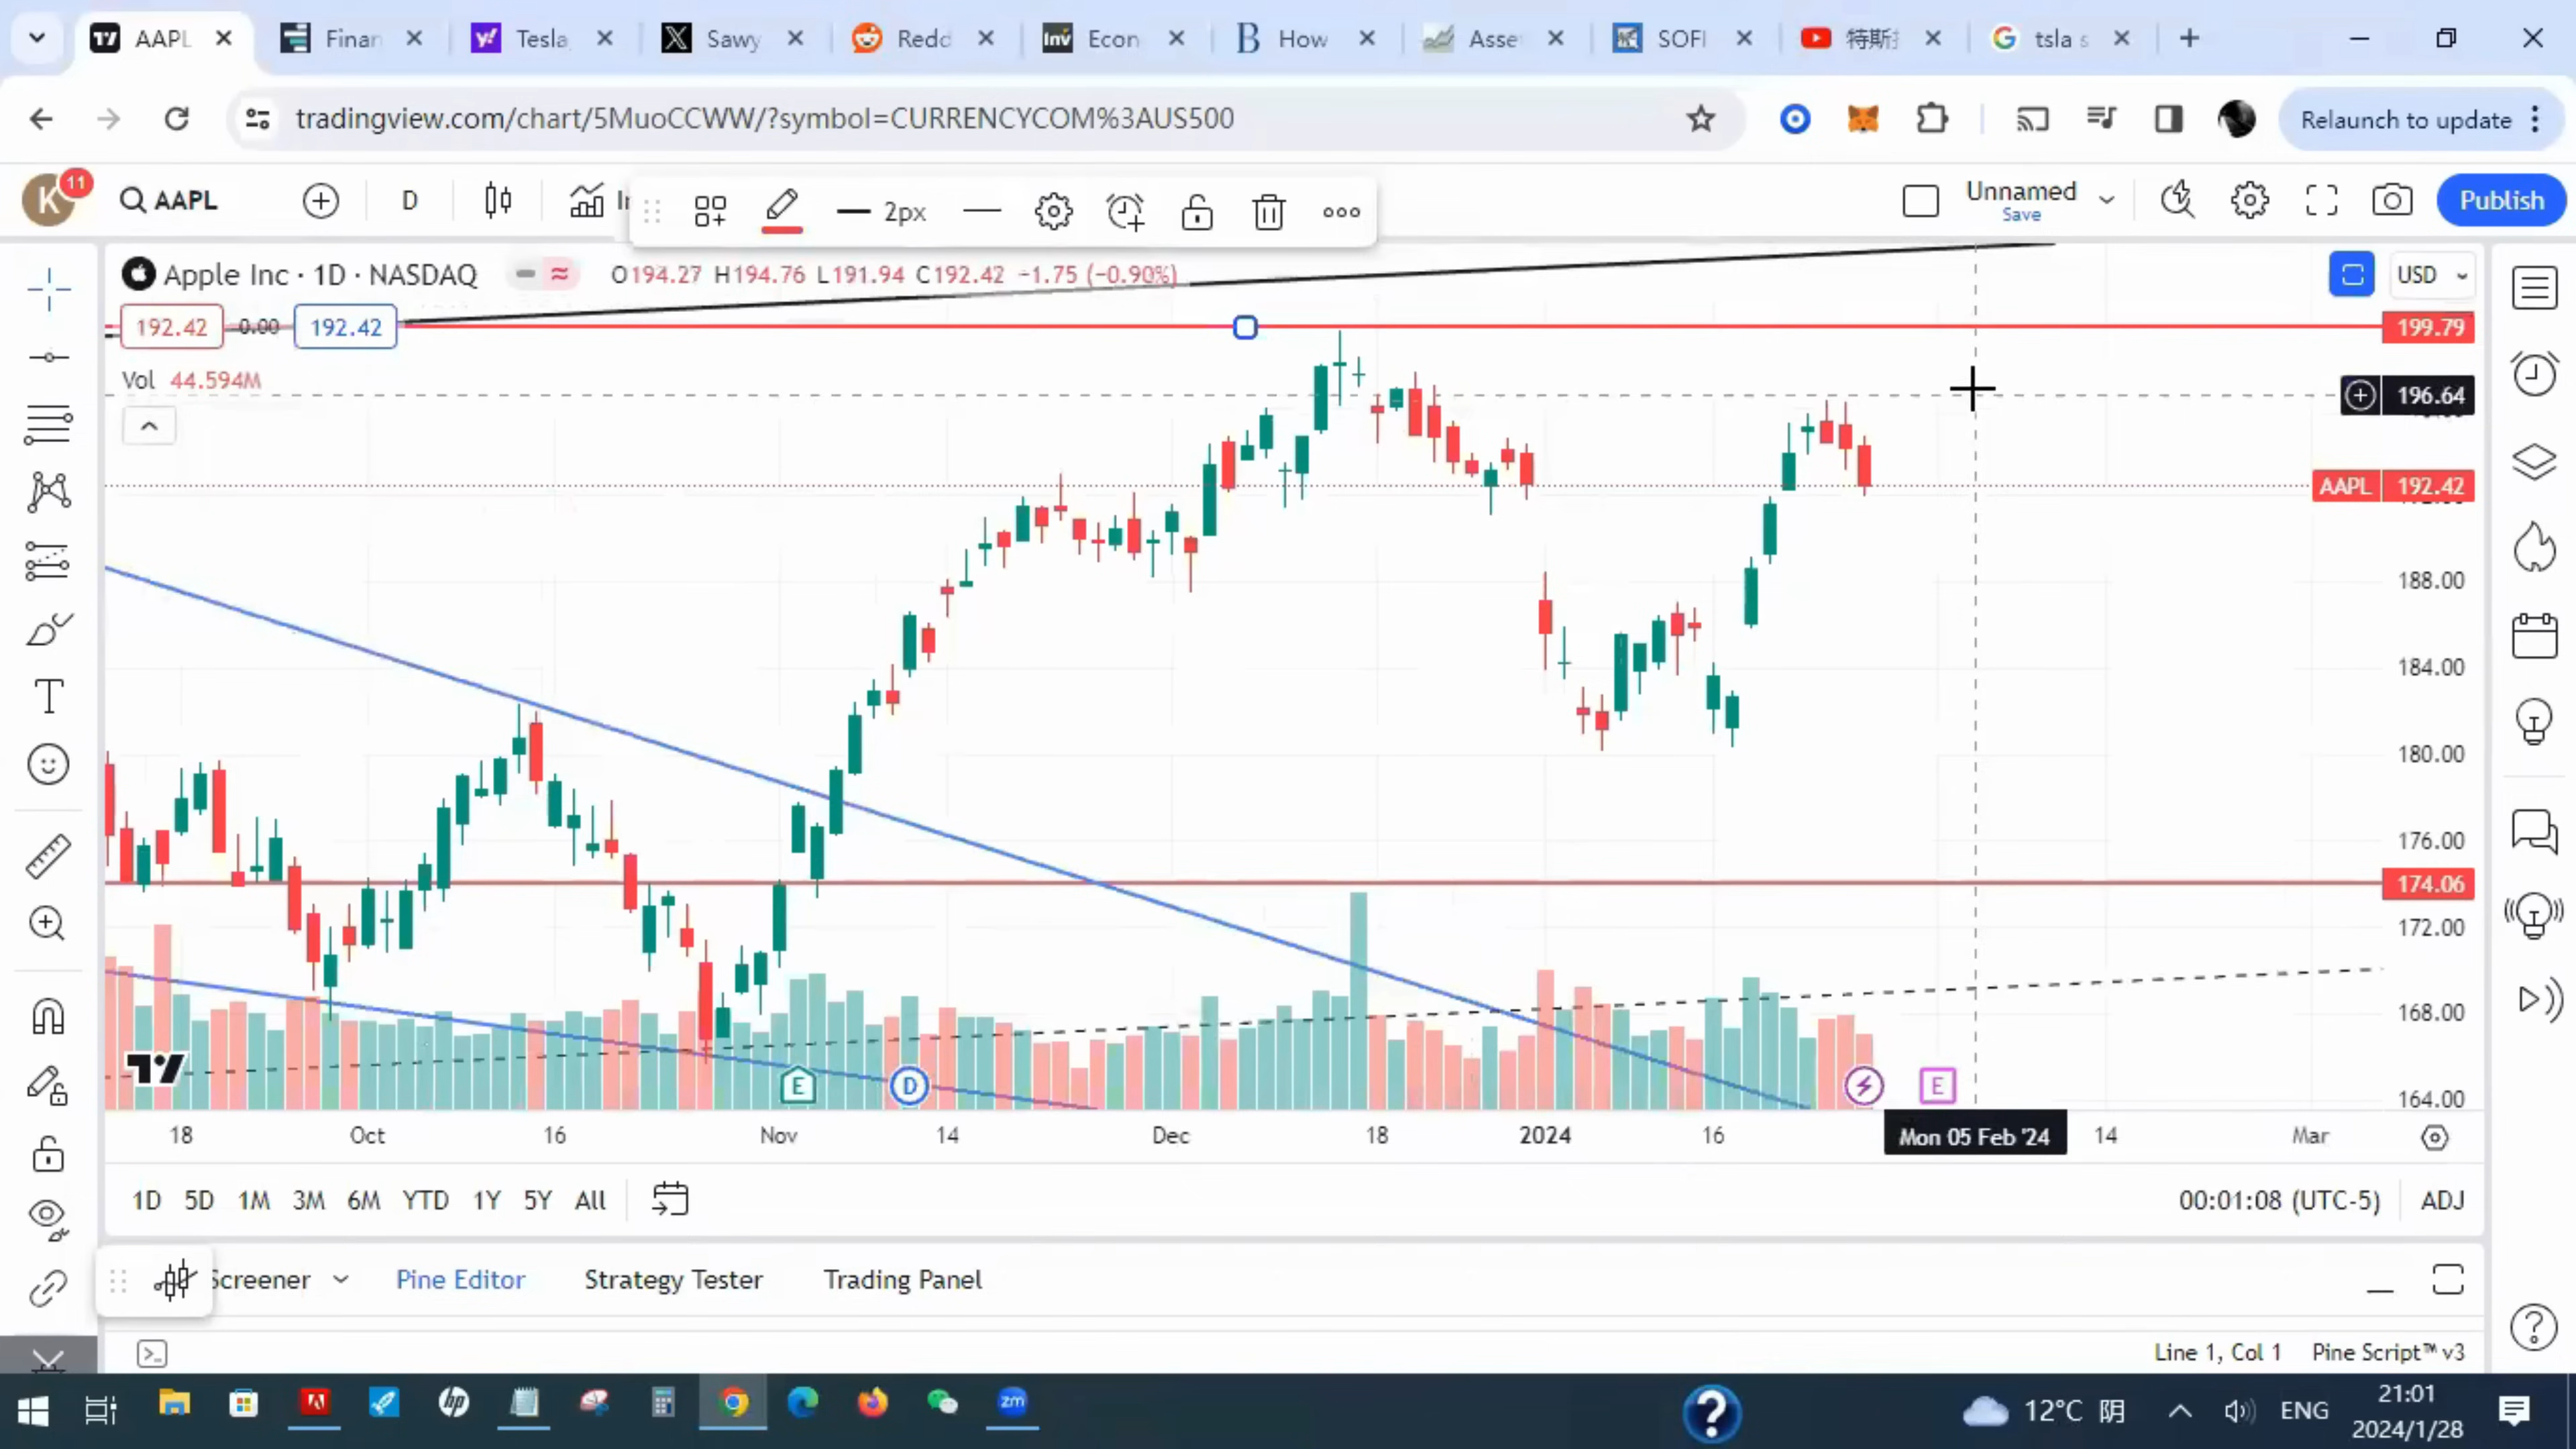 AAPL
Finan
Tesla
Sawy
Redd
Inv Econ
B How
Asse
SOFI
特斯拉
tsla s
tradingview.com/chart/5MuoCCWW/?symbol=CURRENCYCOM%3AUS500
Relaunch to update
K 11
AAPL
D
2px
Unnamed
Save
Publish
Apple Inc · 1D · NASDAQ
O194.27 H194.76 L191.94 C192.42 −1.75 (−0.90%)
USD
192.42 0.00 192.42
199.79
Vol 44.594M
196.64
AAPL 192.42
188.00
184.00
180.00
176.00
174.06
172.00
168.00
164.00
E D E
18 Oct 16 Nov 14 Dec 18 2024 16 Mon 05 Feb '24 14 Mar
1D 5D 1M 3M 6M YTD 1Y 5Y All
00:01:08 (UTC-5) ADJ
Screener Pine Editor Strategy Tester Trading Panel
Line 1, Col 1 Pine Script™ v3
hp
zm
12°C 阴
ENG
21:01
2024/1/28